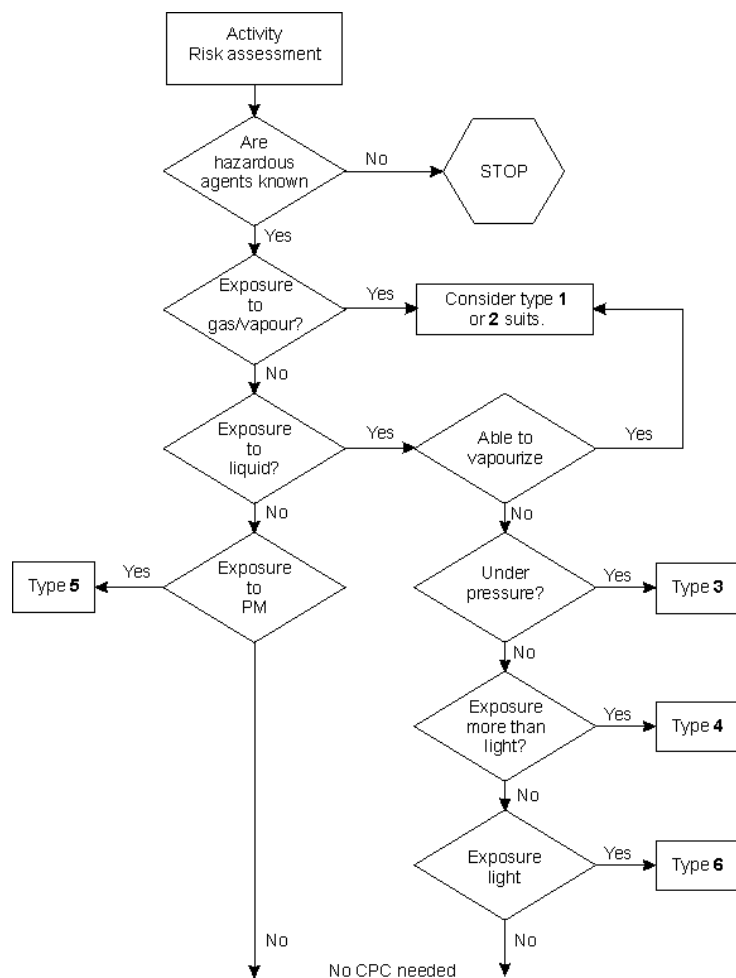 Activity
Risk assessment
Are
hazardous
agents known
No
STOP
Yes
Exposure
to
gas/vapour?
Yes
Consider type 1
or 2 suits.
No
Exposure
to
liquid?
Yes
Able to
vapourize
Yes
No
No
Type 5
Yes
Exposure
to
PM
Under
pressure?
Yes
Type 3
No
Exposure
more than
light?
Yes
Type 4
No
Exposure
light
Yes
Type 6
No
No
No CPC needed